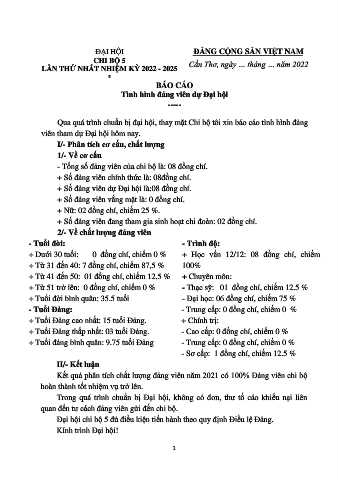 ĐẠI HỘI
CHI BỘ 5
LẦN THỨ NHẤT NHIỆM KỲ 2022 - 2025
*
ĐẢNG CỘNG SẢN VIỆT NAM
Cần Thơ, ngày ... tháng ... năm 2022
BÁO CÁO
Tình hình đảng viên dự Đại hội
-----
Qua quá trình chuẩn bị đại hội, thay mặt Chi bộ tôi xin báo cáo tình hình đảng
viên tham dự Đại hội hôm nay.
I/- Phân tích cơ cấu, chất lượng
1/- Về cơ cấu
- Tổng số đảng viên của chi bộ là: 08 đồng chí.
+ Số đảng viên chính thức là: 08đồng chí.
+ Số đảng viên dự Đại hội là:08 đồng chí.
+ Số đảng viên vắng mặt là: 0 đồng chí.
+ Nữ: 02 đồng chí, chiếm 25 %.
+ Số đảng viên đang tham gia sinh hoạt chi đoàn: 02 đồng chí.
2/- Về chất lượng đảng viên
- Tuổi đời:
+ Dưới 30 tuổi: 0 đồng chí, chiếm 0 %
+ Từ 31 đến 40: 7 đồng chí, chiếm 87,5 %
+ Từ 41 đến 50: 01 đồng chí, chiếm 12.5 %
+ Từ 51 trở lên: 0 đồng chí, chiếm 0 %
+ Tuổi đời bình quân: 35.5 tuổi
- Tuổi Đảng:
+ Tuổi Đảng cao nhất: 15 tuổi Đảng.
+ Tuổi Đảng thấp nhất: 03 tuổi Đảng.
+ Tuổi đảng bình quân: 9.75 tuổi Đảng
- Trình độ:
+ Học vấn 12/12: 08 đồng chí, chiếm
100%
+ Chuyên môn:
- Thạc sỹ: 01 đồng chí, chiếm 12.5 %
- Đại học: 06 đồng chí, chiếm 75 %
- Trung cấp: 0 đồng chí, chiếm 0 %
+ Chính trị:
- Cao cấp: 0 đồng chí, chiếm 0 %
- Trung cấp: 0 đồng chí, chiếm 0 %
- Sơ cấp: 1 đồng chí, chiếm 12.5 %
II/- Kết luận
Kết quả phân tích chất lượng đảng viên năm 2021 có 100% Đảng viên chi bộ
hoàn thành tốt nhiệm vụ trở lên.
Trong quá trình chuẩn bị Đại hội, không có đơn, thư tố cáo khiếu nại liên
quan đến tư cách đảng viên gửi đến chi bộ.
Đại hội chi bộ 5 đủ điều kiện tiến hành theo quy định Điều lệ Đảng.
Kính trình Đại hội!
1